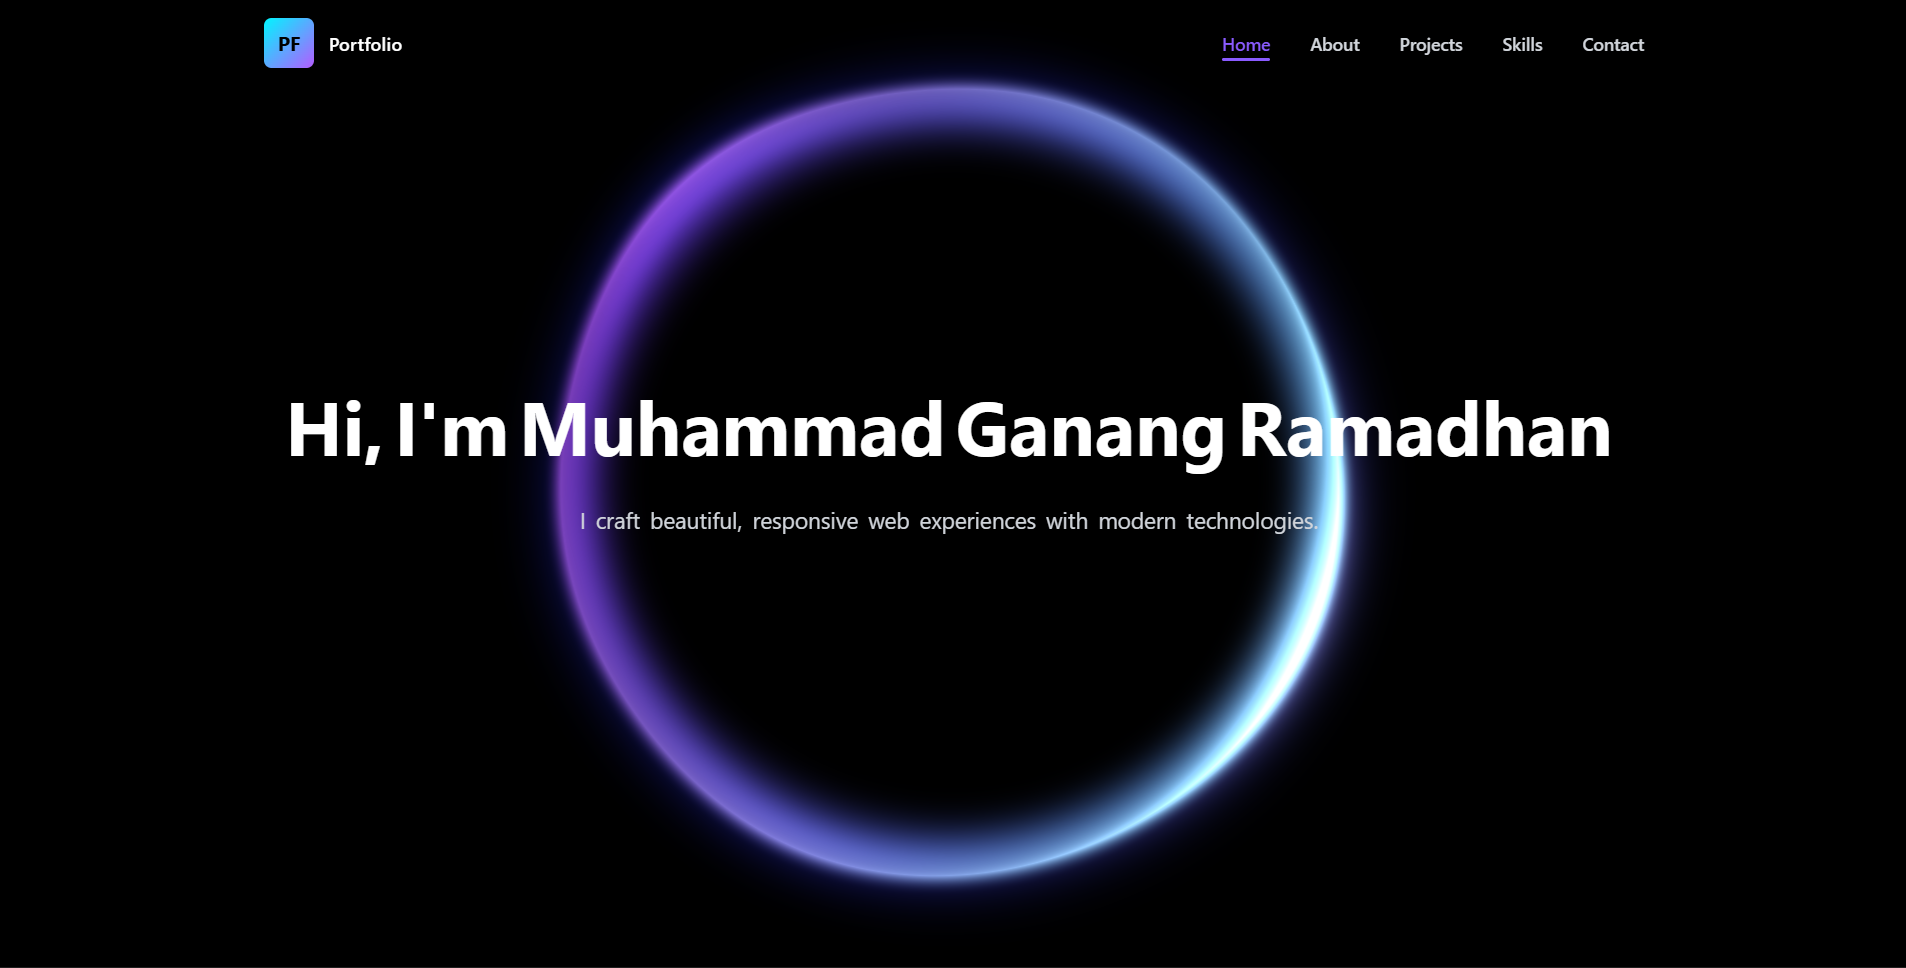 PF Portfolio Home About Projects Skills Contact
Hi, I'm Muhammad Ganang Ramadhan
I craft beautiful, responsive web experiences with modern technologies.